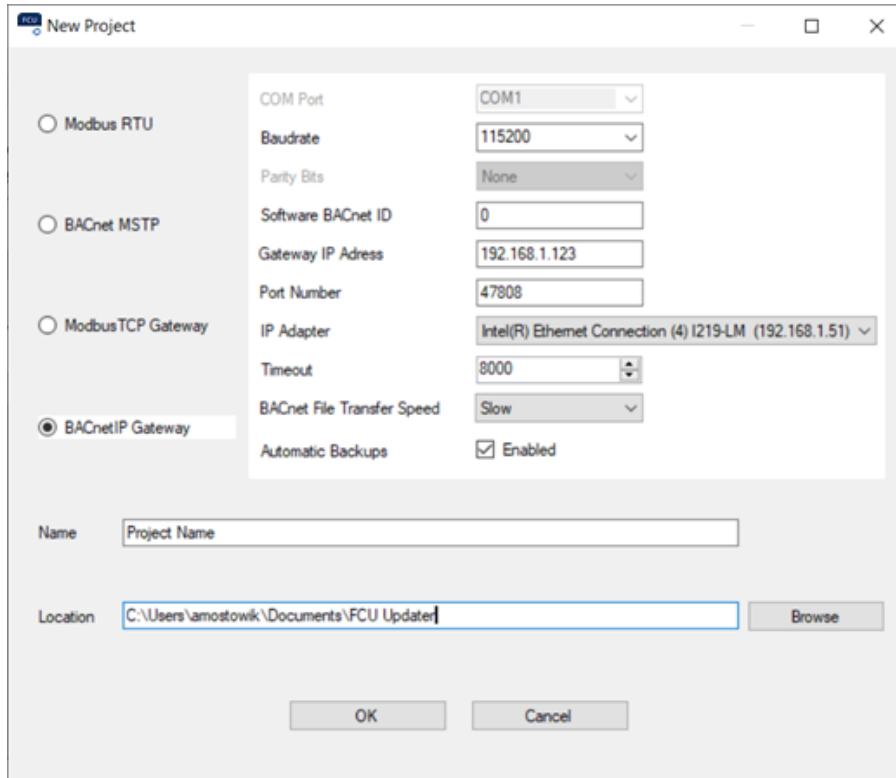 FCU New Project
COM Port COM1
Modbus RTU
Baudrate 115200
Parity Bits None
Software BACnet ID 0
BACnet MSTP
Gateway IP Adress 192.168.1.123
Port Number 47808
ModbusTCP Gateway
IP Adapter Intel(R) Ethernet Connection (4) I219-LM (192.168.1.51)
Timeout 8000
BACnet File Transfer Speed Slow
BACnetIP Gateway
Automatic Backups Enabled
Name Project Name
Location C:\Users\amostowik\Documents\FCU Updater Browse
OK Cancel